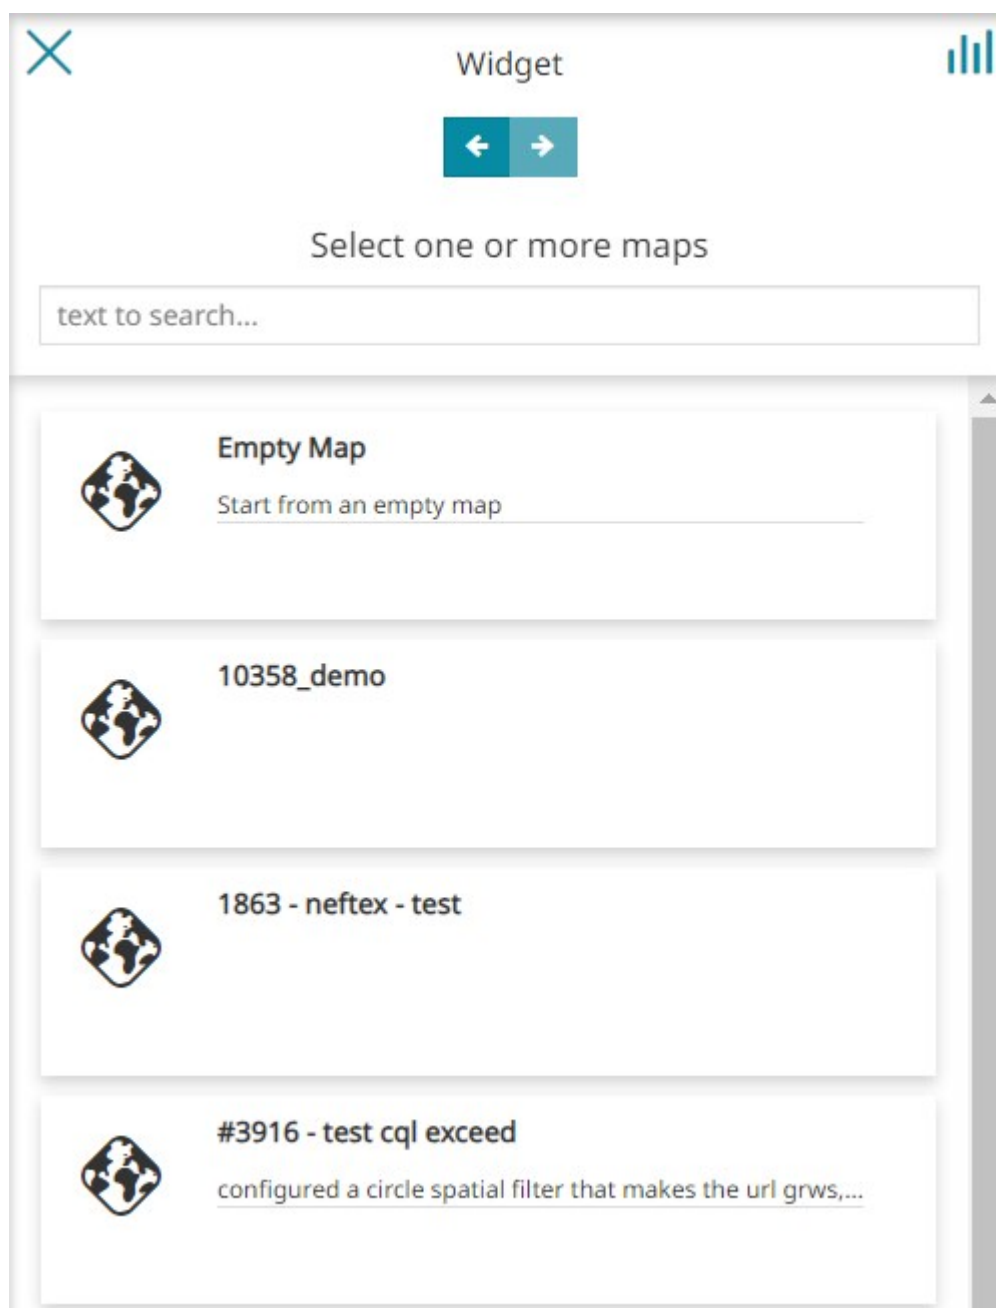 Widget
Select one or more maps
text to search...
Empty Map
Start from an empty map
10358_demo
1863 - neftex - test
#3916 - test cql exceed
configured a circle spatial filter that makes the url grws,...